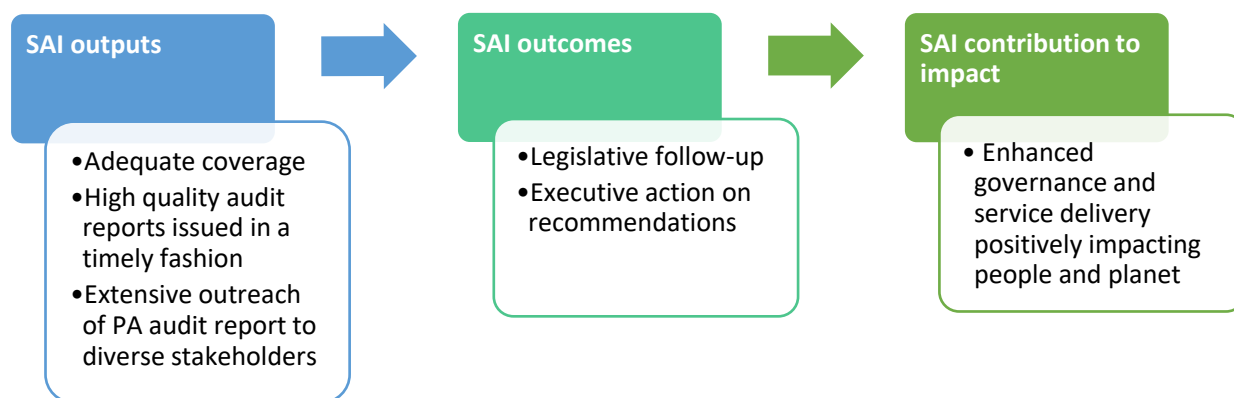 SAI outputs
•Adequate coverage
•High quality audit
reports issued in a
timely fashion
•Extensive outreach
of PA audit report to
diverse stakeholders
SAI outcomes
•Legislative follow-up
•Executive action on
recommendations
SAI contribution to
impact
• Enhanced
governance and
service delivery
positively impacting
people and planet